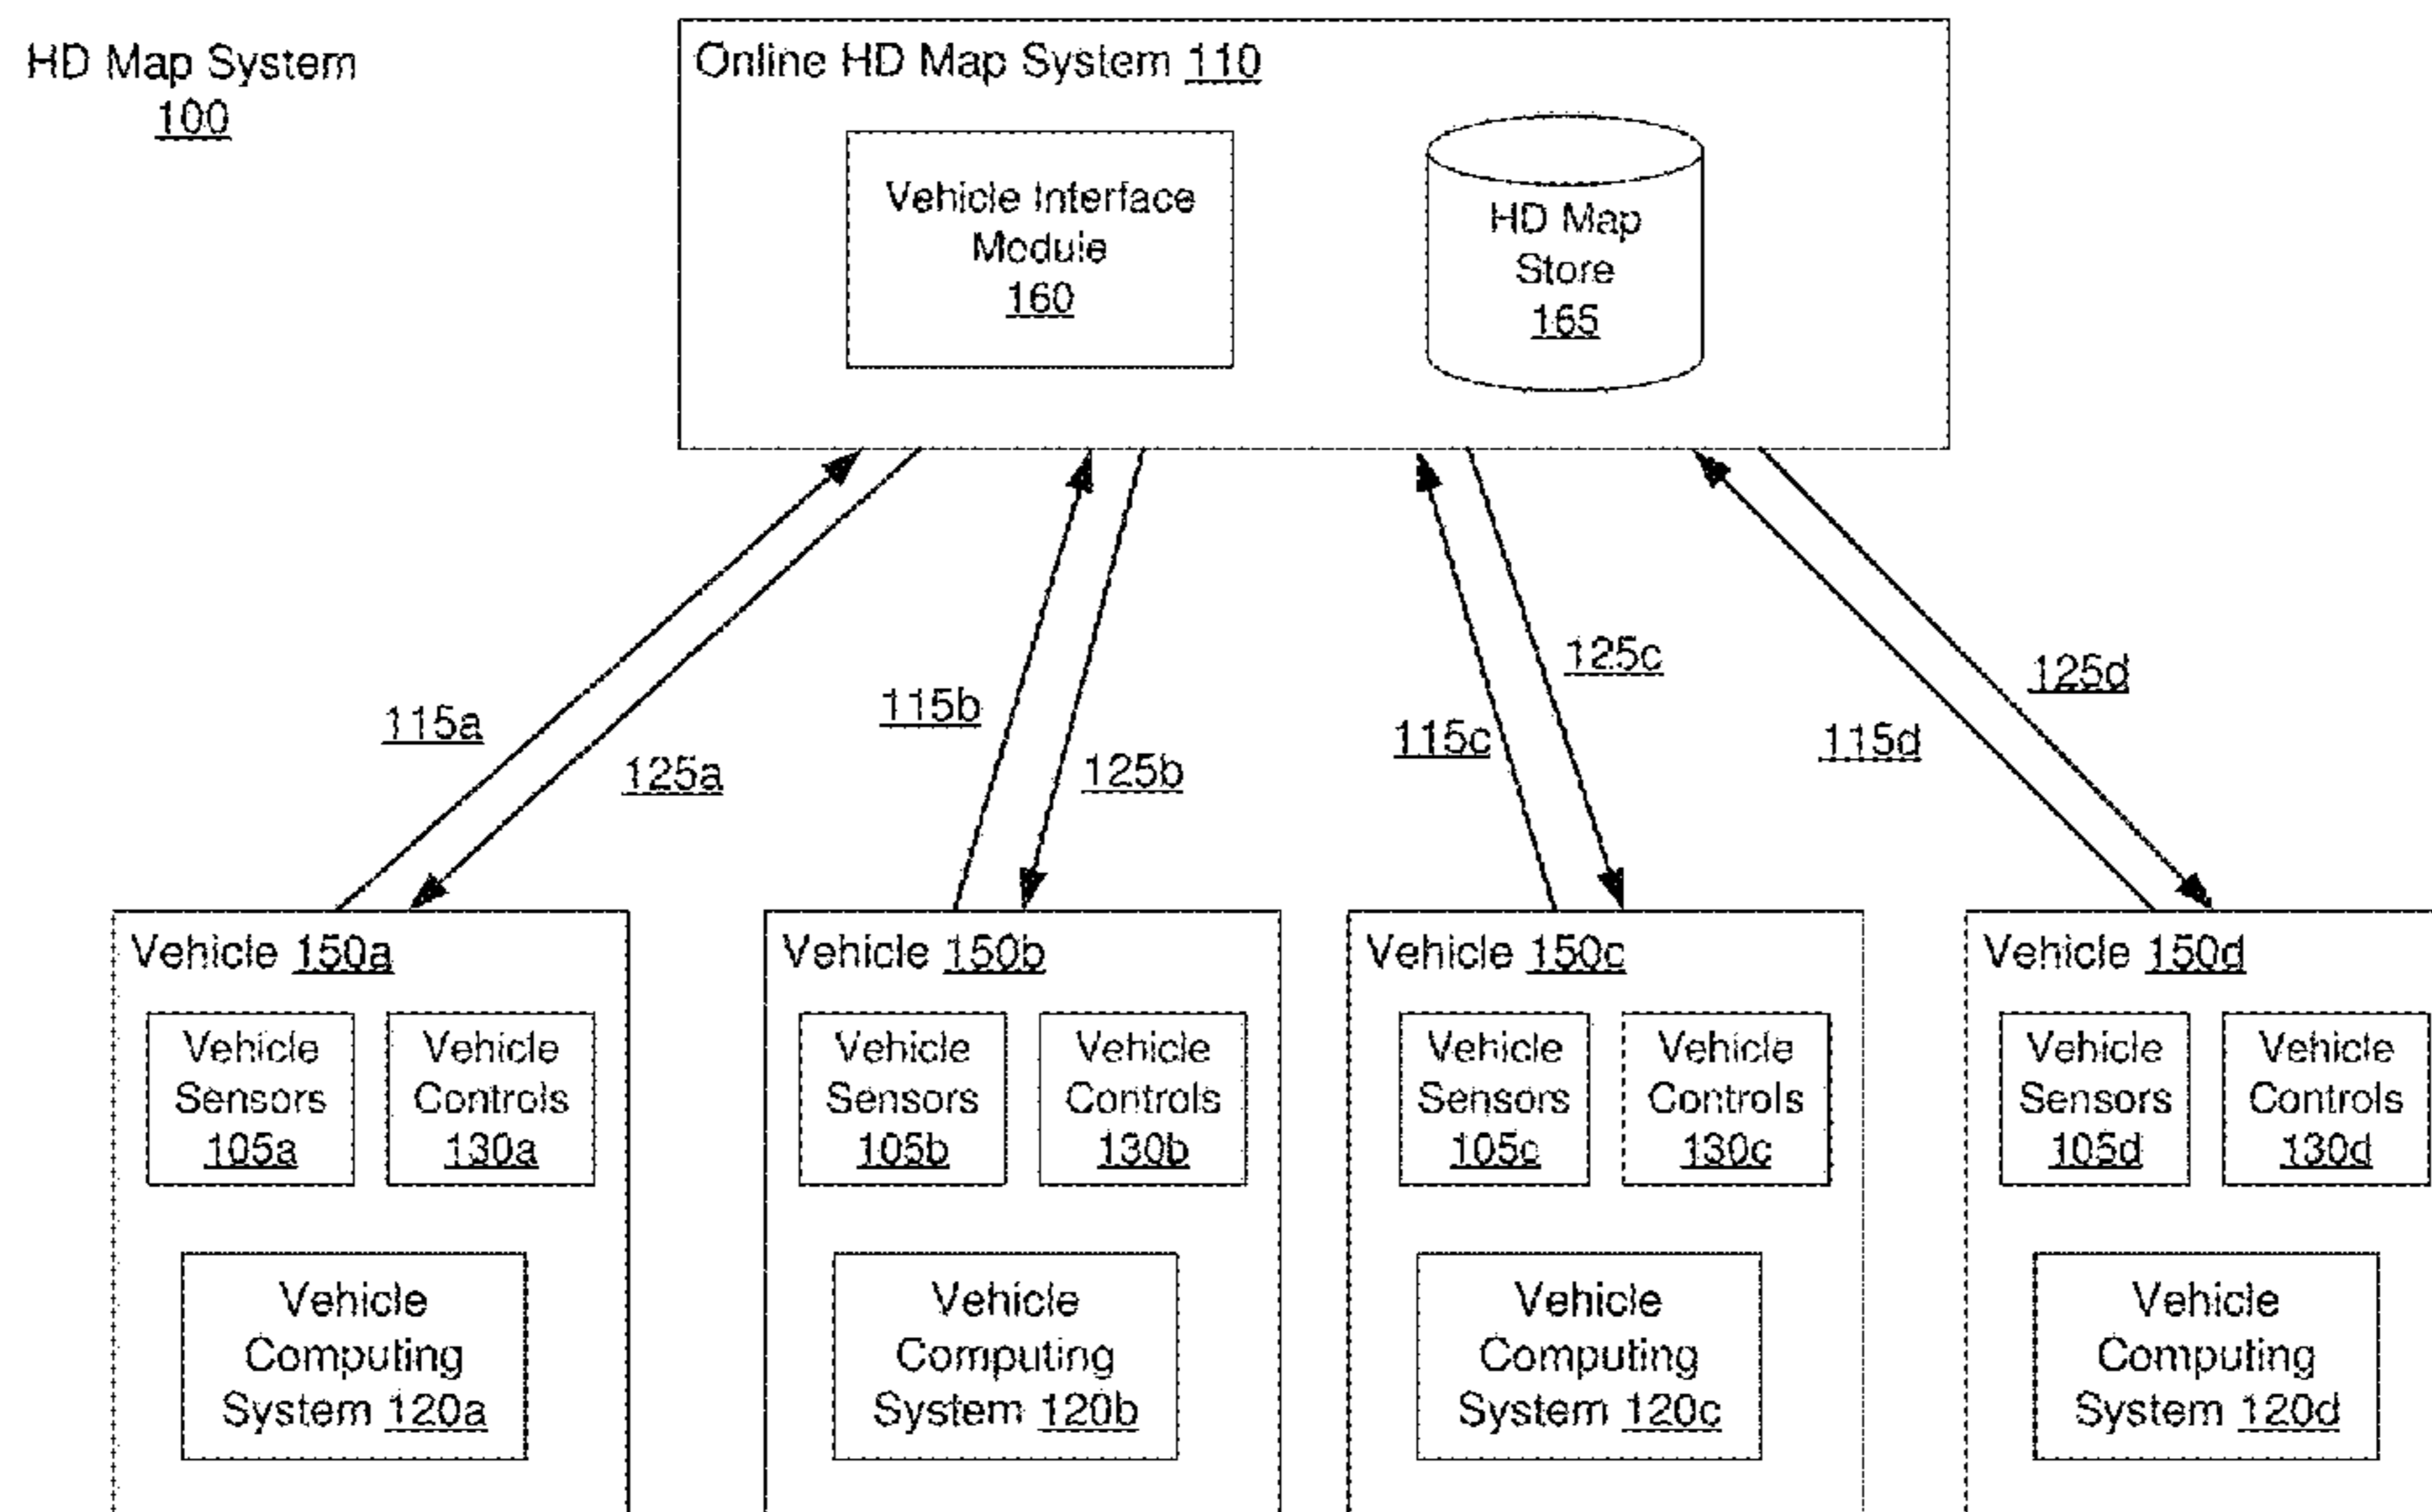 HD Map System
100
Online HD Map System 110
Vehicle Interface
Module
160
HD Map
Store
165
115a
125a
115b
125b
115c
125c
115d
125d
Vehicle 150a
Vehicle
Sensors
105a
Vehicle
Controls
130a
Vehicle
Computing
System 120a
Vehicle 150b
Vehicle
Sensors
105b
Vehicle
Controls
130b
Vehicle
Computing
System 120b
Vehicle 150c
Vehicle
Sensors
105c
Vehicle
Controls
130c
Vehicle
Computing
System 120c
Vehicle 150d
Vehicle
Sensors
105d
Vehicle
Controls
130d
Vehicle
Computing
System 120d